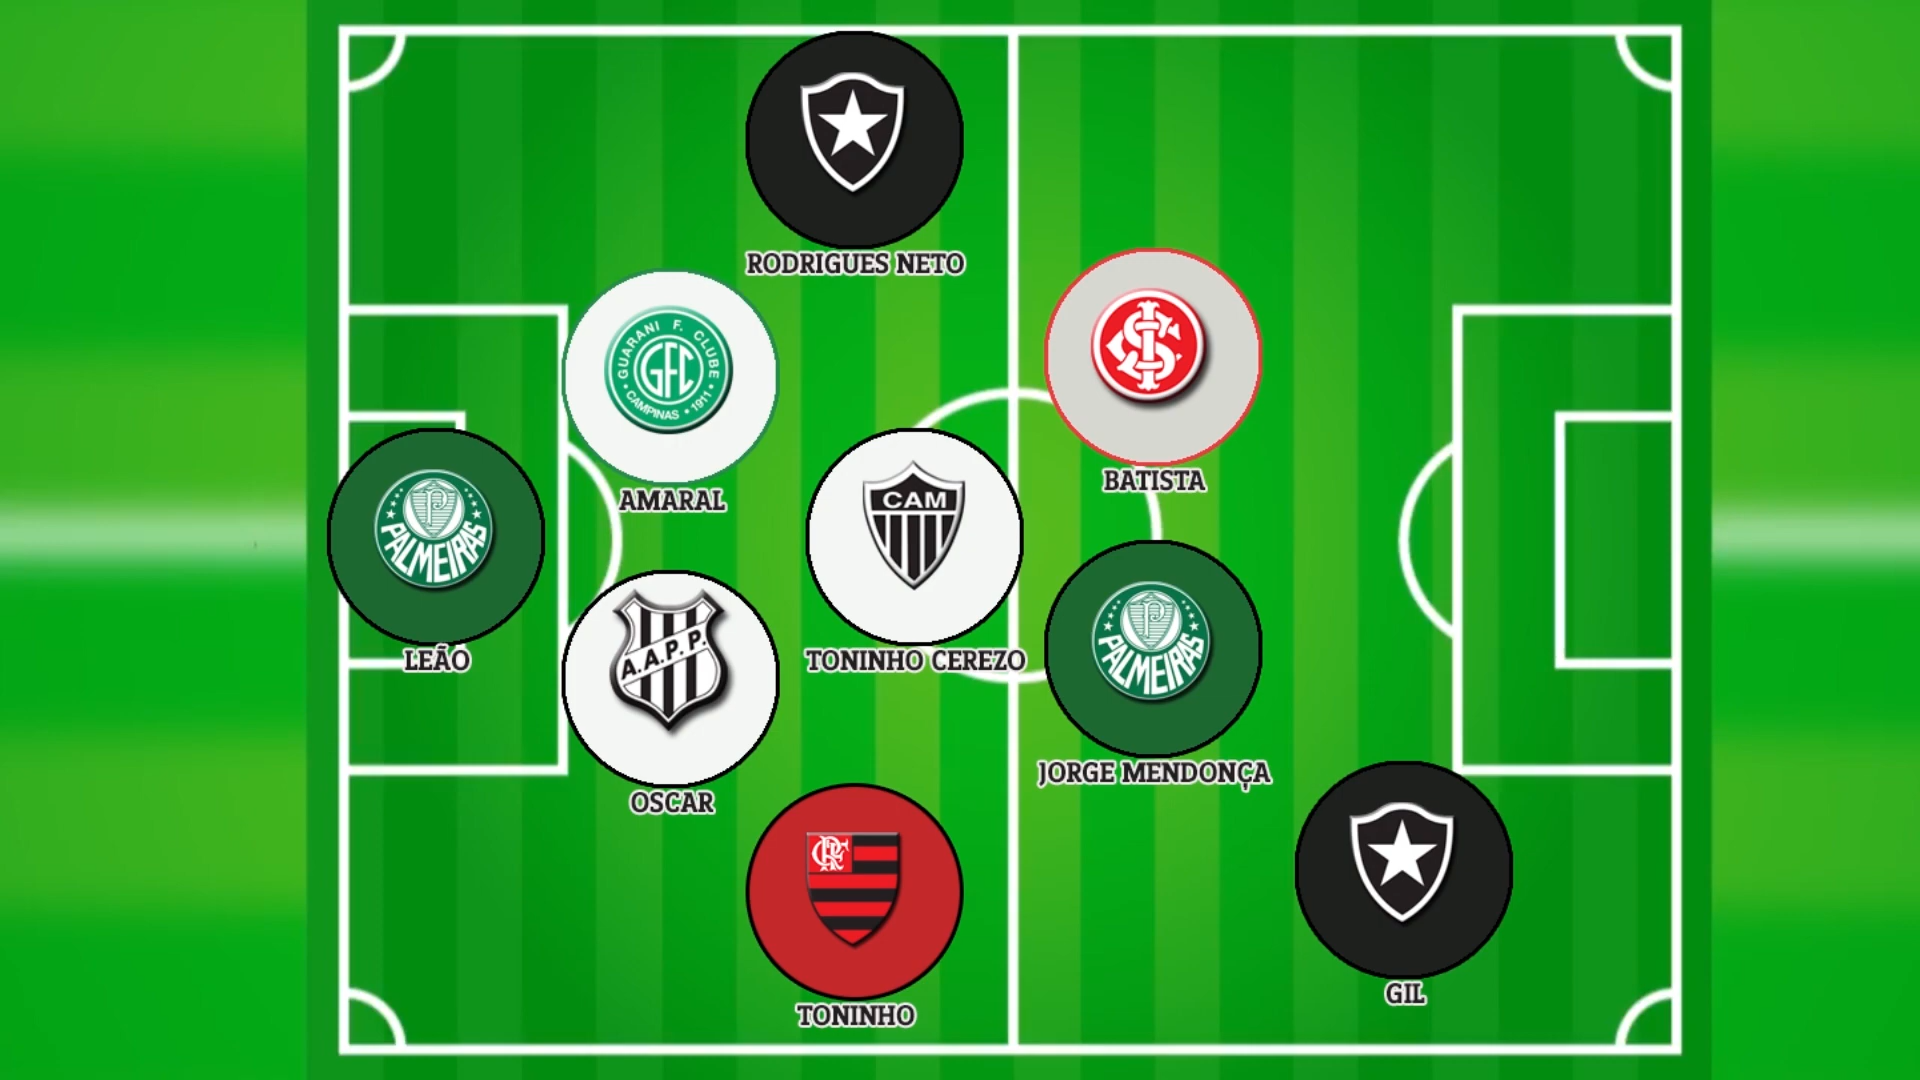 RODRIGUES NETO
GUARANI F. CLUBE
GFC
CAMPINAS • 1911
AMARAL
BATISTA
P
PALMEIRAS
LEÃO
CAM
TONINHO CEREZO
A.A.P.P.
OSCAR
P
PALMEIRAS
JORGE MENDONÇA
CRF
TONINHO
GIL